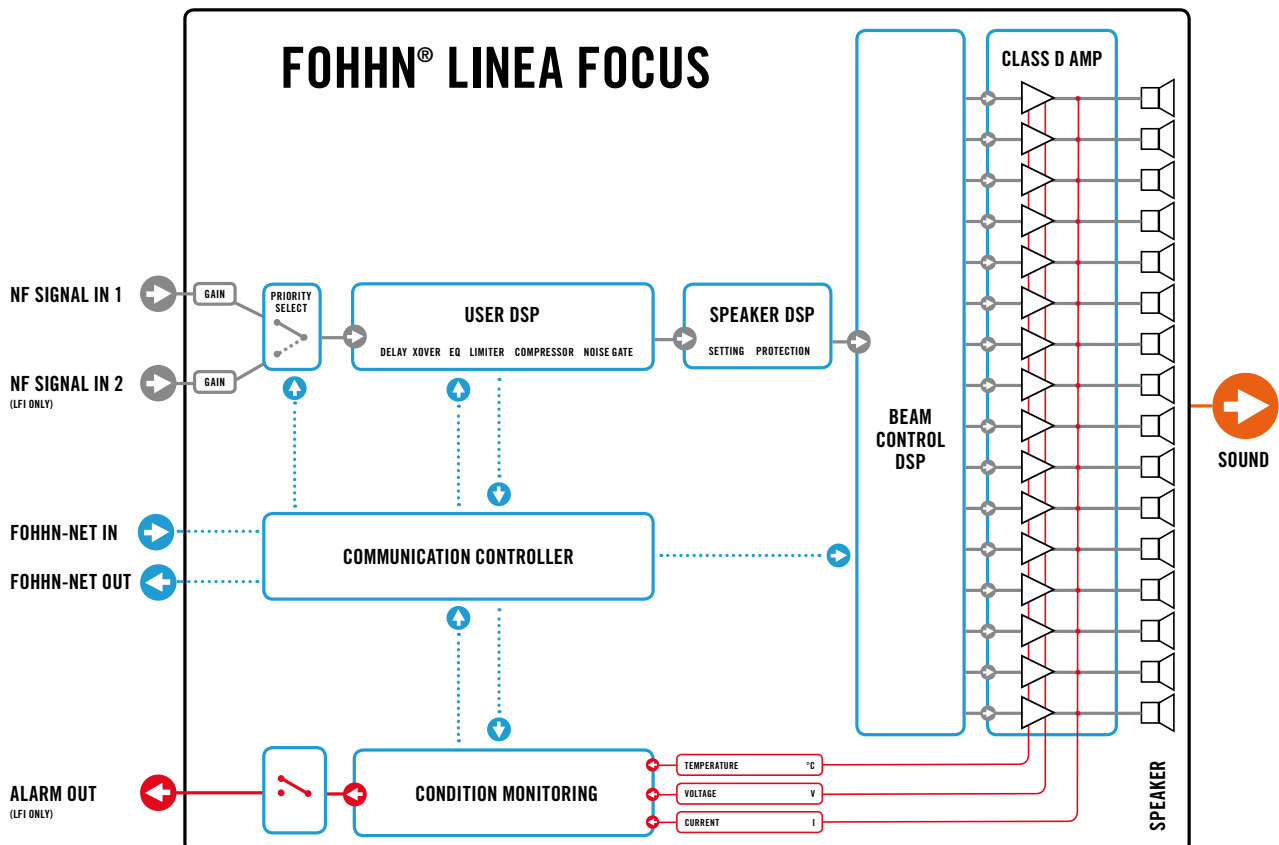 FOHHN® LINEA FOCUS
CLASS D AMP
NF SIGNAL IN 1
GAIN
PRIORITY
SELECT
USER DSP
DELAY XOVER EQ LIMITER COMPRESSOR NOISE GATE
SPEAKER DSP
SETTING PROTECTION
NF SIGNAL IN 2
(LFI ONLY)
GAIN
BEAM
CONTROL
DSP
SOUND
FOHHN-NET IN
FOHHN-NET OUT
COMMUNICATION CONTROLLER
ALARM OUT
(LFI ONLY)
CONDITION MONITORING
TEMPERATURE °C
VOLTAGE V
CURRENT I
SPEAKER